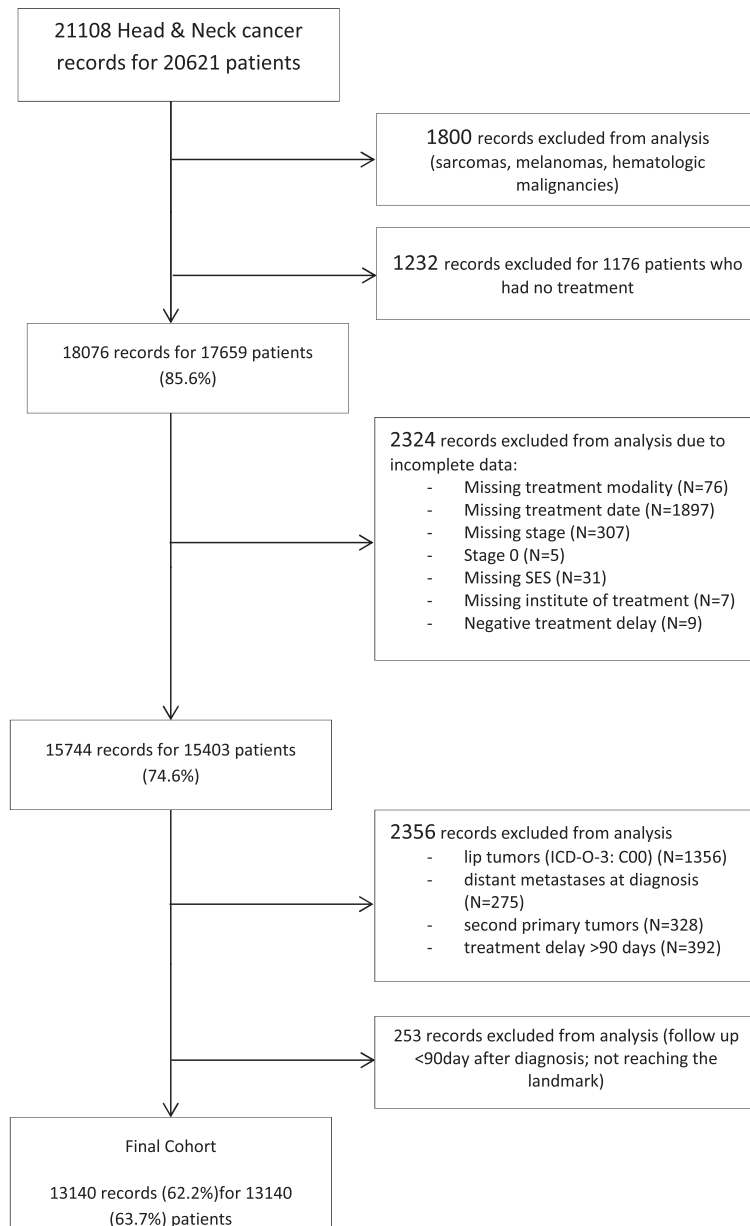 21108 Head & Neck cancer
records for 20621 patients
1800 records excluded from analysis
(sarcomas, melanomas, hematologic
malignancies)
1232 records excluded for 1176 patients who
had no treatment
18076 records for 17659 patients
(85.6%)
2324 records excluded from analysis due to
incomplete data:
- Missing treatment modality (N=76)
- Missing treatment date (N=1897)
- Missing stage (N=307)
- Stage 0 (N=5)
- Missing SES (N=31)
- Missing institute of treatment (N=7)
- Negative treatment delay (N=9)
15744 records for 15403 patients
(74.6%)
2356 records excluded from analysis
- lip tumors (ICD-O-3: C00) (N=1356)
- distant metastases at diagnosis
(N=275)
- second primary tumors (N=328)
- treatment delay >90 days (N=392)
253 records excluded from analysis (follow up
<90day after diagnosis; not reaching the
landmark)
Final Cohort
13140 records (62.2%)for 13140
(63.7%) patients